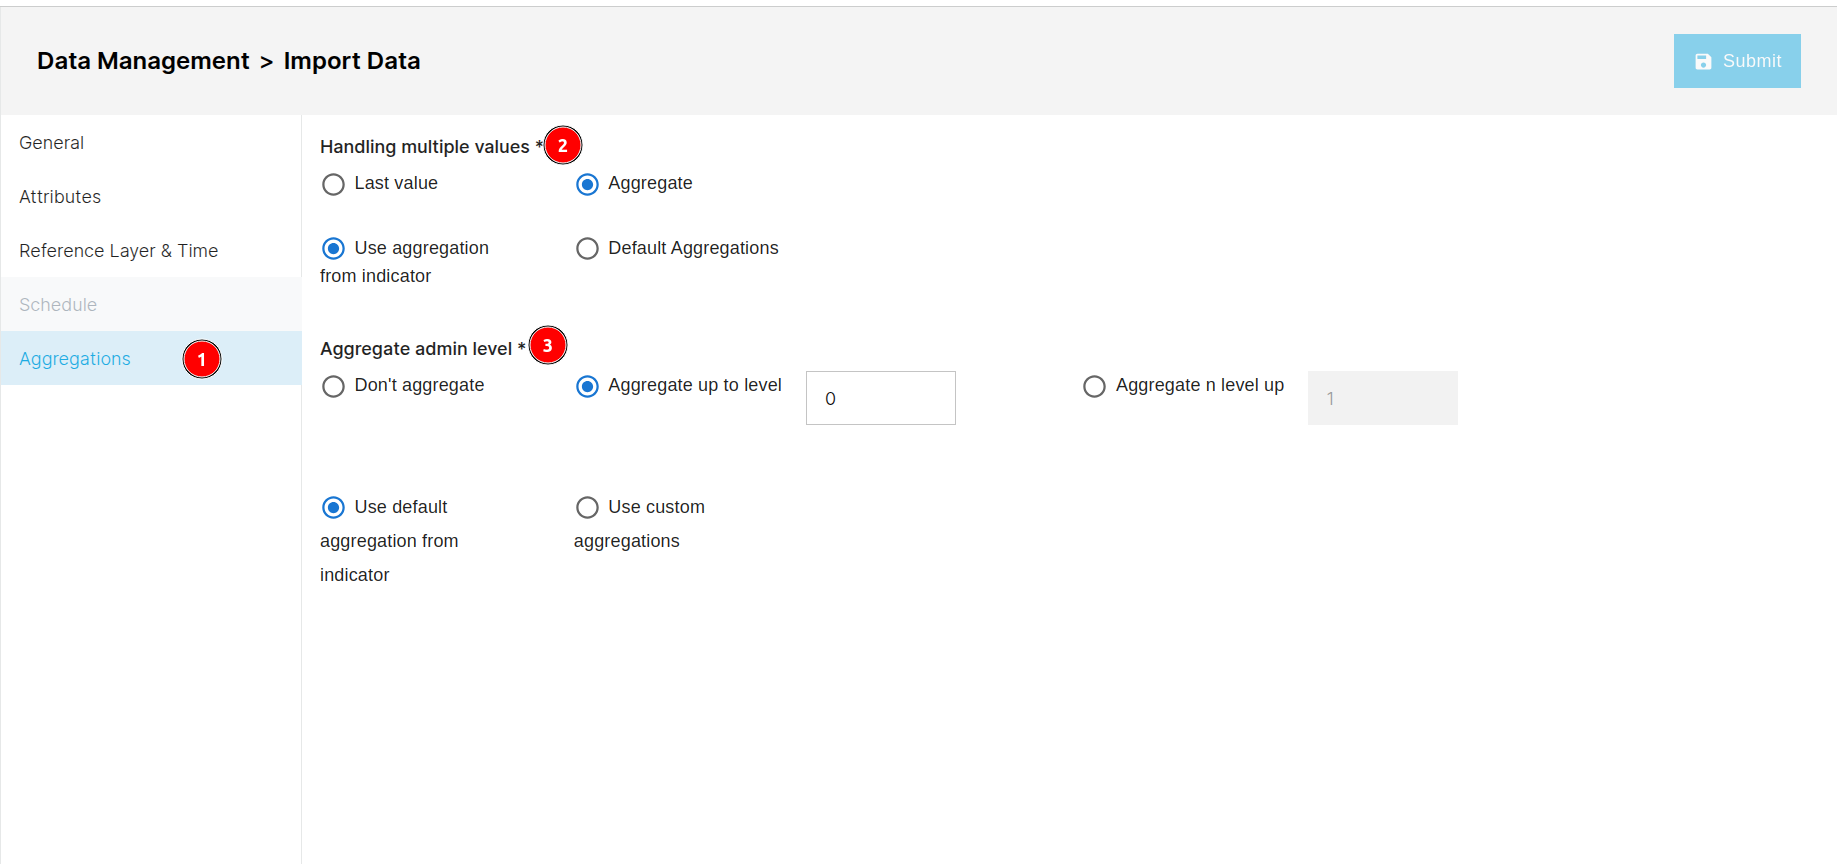 Data Management > Import Data
Submit
General
Attributes
Reference Layer & Time
Schedule
Aggregations
1
Handling multiple values *
2
Last value
Aggregate
Use aggregation
from indicator
Default Aggregations
Aggregate admin level *
3
Don't aggregate
Aggregate up to level
0
Aggregate n level up
1
Use default
aggregation from
indicator
Use custom
aggregations